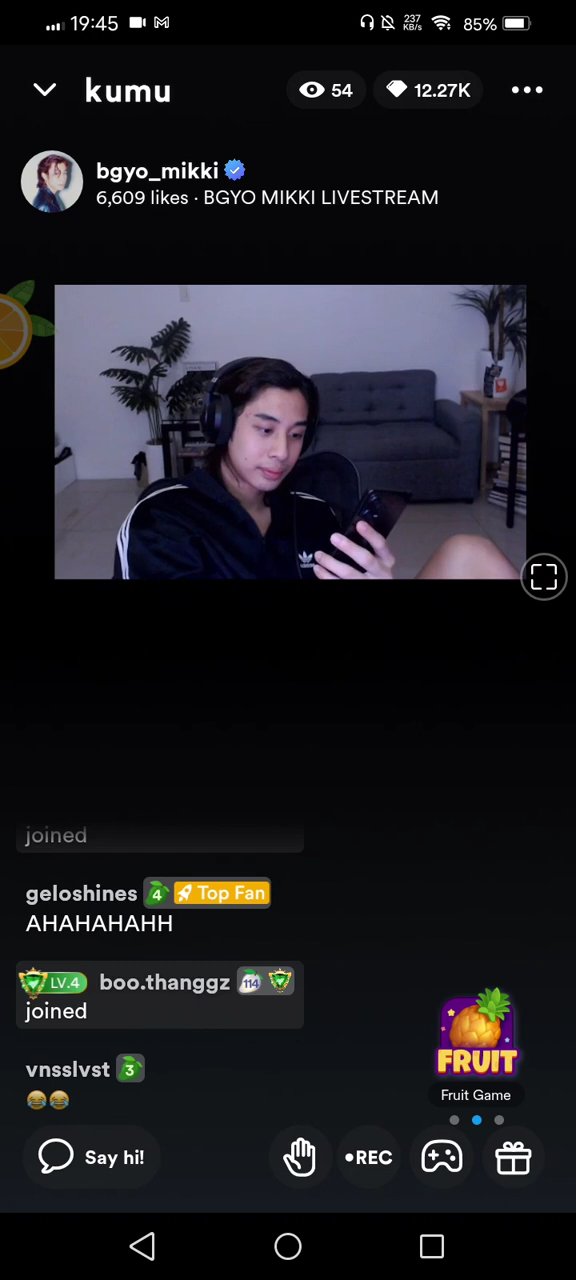 19:45
237
KB/s
85%
kumu
54
12.27K
bgyo_mikki
6,609 likes · BGYO MIKKI LIVESTREAM
joined
geloshines 4 Top Fan
AHAHAHAHH
LV.4 boo.thanggz 114
joined
vnsslvst 3
😂😂
FRUIT
Fruit Game
Say hi!
•REC